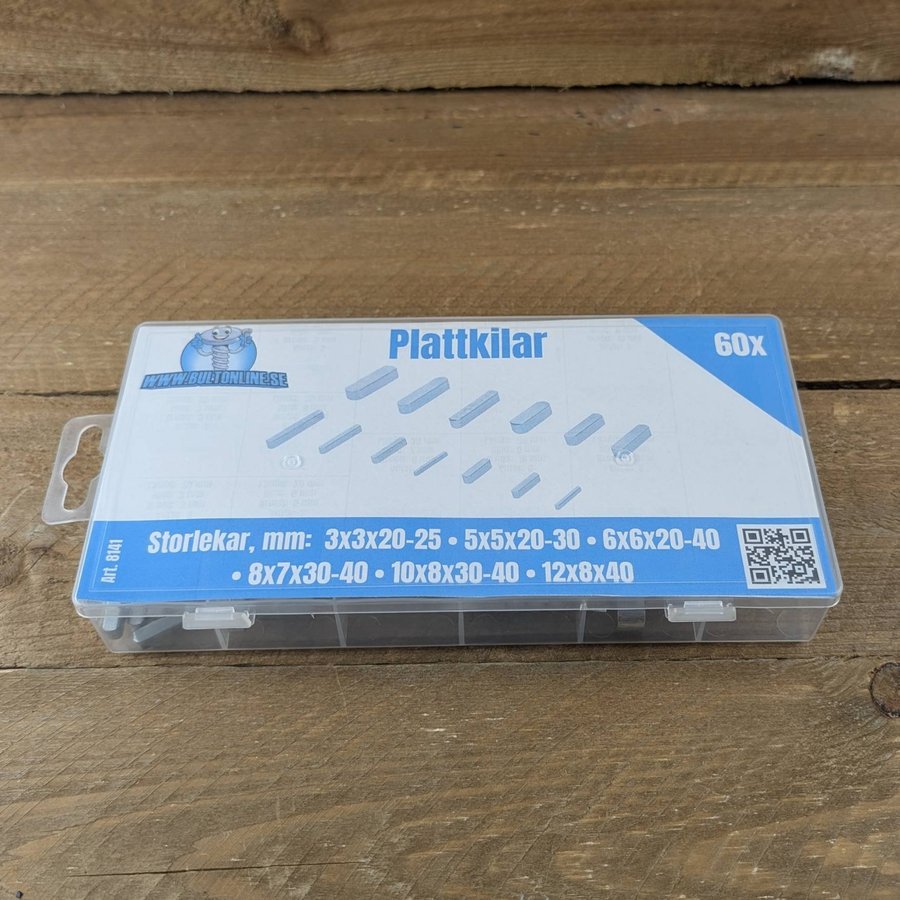 Plattkilar
60x
WWW.BULTONLINE.SE
Art. 8141
Storlekar, mm: 3x3x20-25 • 5x5x20-30 • 6x6x20-40
• 8x7x30-40 • 10x8x30-40 • 12x8x40